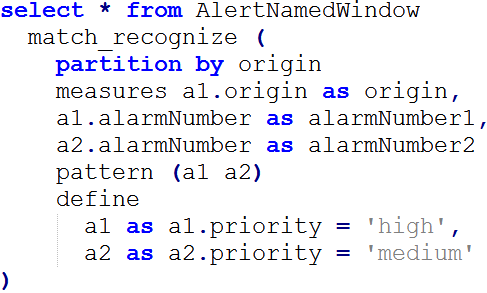 select * from AlertNamedWindow
  match_recognize (
    partition by origin
    measures a1.origin as origin,
    a1.alarmNumber as alarmNumber1,
    a2.alarmNumber as alarmNumber2
    pattern (a1 a2)
    define
      a1 as a1.priority = 'high',
      a2 as a2.priority = 'medium'
)